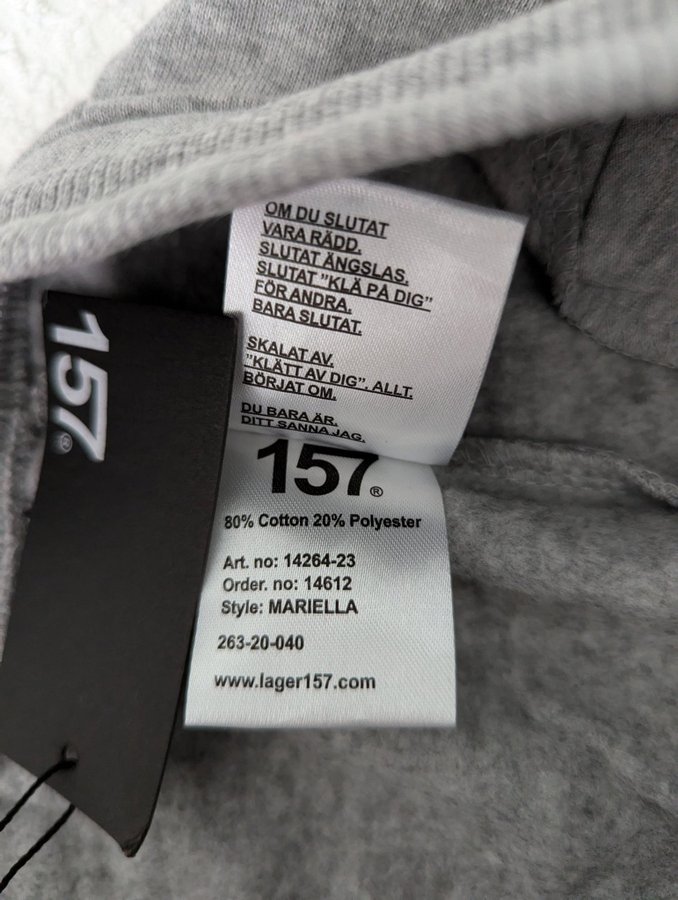 OM DU SLUTAT
VARA RÄDD.
SLUTAT ÄNGSLAS.
SLUTAT "KLÄ PÅ DIG"
FÖR ANDRA.
BARA SLUTAT.
SKALAT AV.
"KLÄTT AV DIG". ALLT.
BÖRJAT OM.
DU BARA ÄR.
DITT SANNA JAG.
157®
157®
80% Cotton 20% Polyester
Art. no: 14264-23
Order. no: 14612
Style: MARIELLA
263-20-040
www.lager157.com